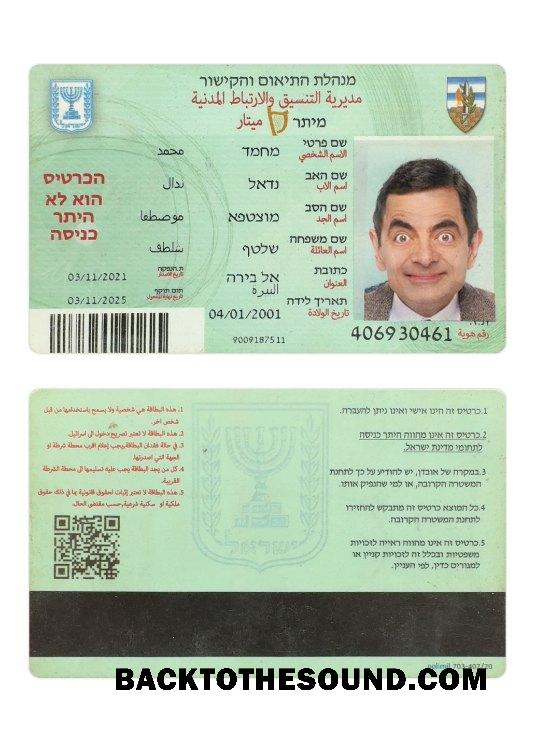 מנהלת התיאום והקישור
مديرية التنسيق والارتباط المدنية
מיתר ميتار
שם פרטי מחמד محمد
الاسم الشخصي
שם האב נדאל ندال
اسم الاب
שם הסב מוצטפא موصطفا
اسم الجد
שם משפחה שלטף شلطف
اسم العائلة
כתובת אל בירה
العنوان البيرة
תאריך לידה 04/01/2001
تاريخ الولادة
הכרטיס
הוא לא
היתר
כניסה
ת.הנפקה 03/11/2021
تاريخ الاصدار
תום תוקף 03/11/2025
9009187511
406930461
رقم هوية
1. هذه البطاقة هي شخصية ولا يسمح باستخدامها من قبل
شخص اخر.
2. هذه البطاقة لا تعتبر تصريح دخول الى اسرائيل.
3. في حالة فقدان البطاقة،يجب إعلام اقرب محطة شرطة او
الجهة التي اصدرتها.
4. كل من يجد البطاقة يجب عليه تسليمها الى محطة الشرطة
القريبة.
5. هذه البطاقة لا تعتبر إثبات لحقوق قانونية بما في ذالك حقوق
ملكية او سكنية شرعية،حسب مقتضى الحال.
1.כרטיס זה הינו אישי ואינו ניתן להעברה.
2.כרטיס זה אינו מהווה היתר כניסה
לתחומי מדינת ישראל.
3.במקרה של אובדן, יש להודיע על כך לתחנת
המשטרה הקרובה, או למי שהנפיק אותו.
4.כל המוצא כרטיס זה מתבקש להחזירו
לתחנת המשטרה הקרובה.
5.כרטיס זה אינו מהווה ראייה לזכויות
משפטיות ובכלל זה לזכויות קניין או
למגורים כדין, לפי העניין.
ישראל
polimil 703-407/20
BACKTOTHESOUND.COM